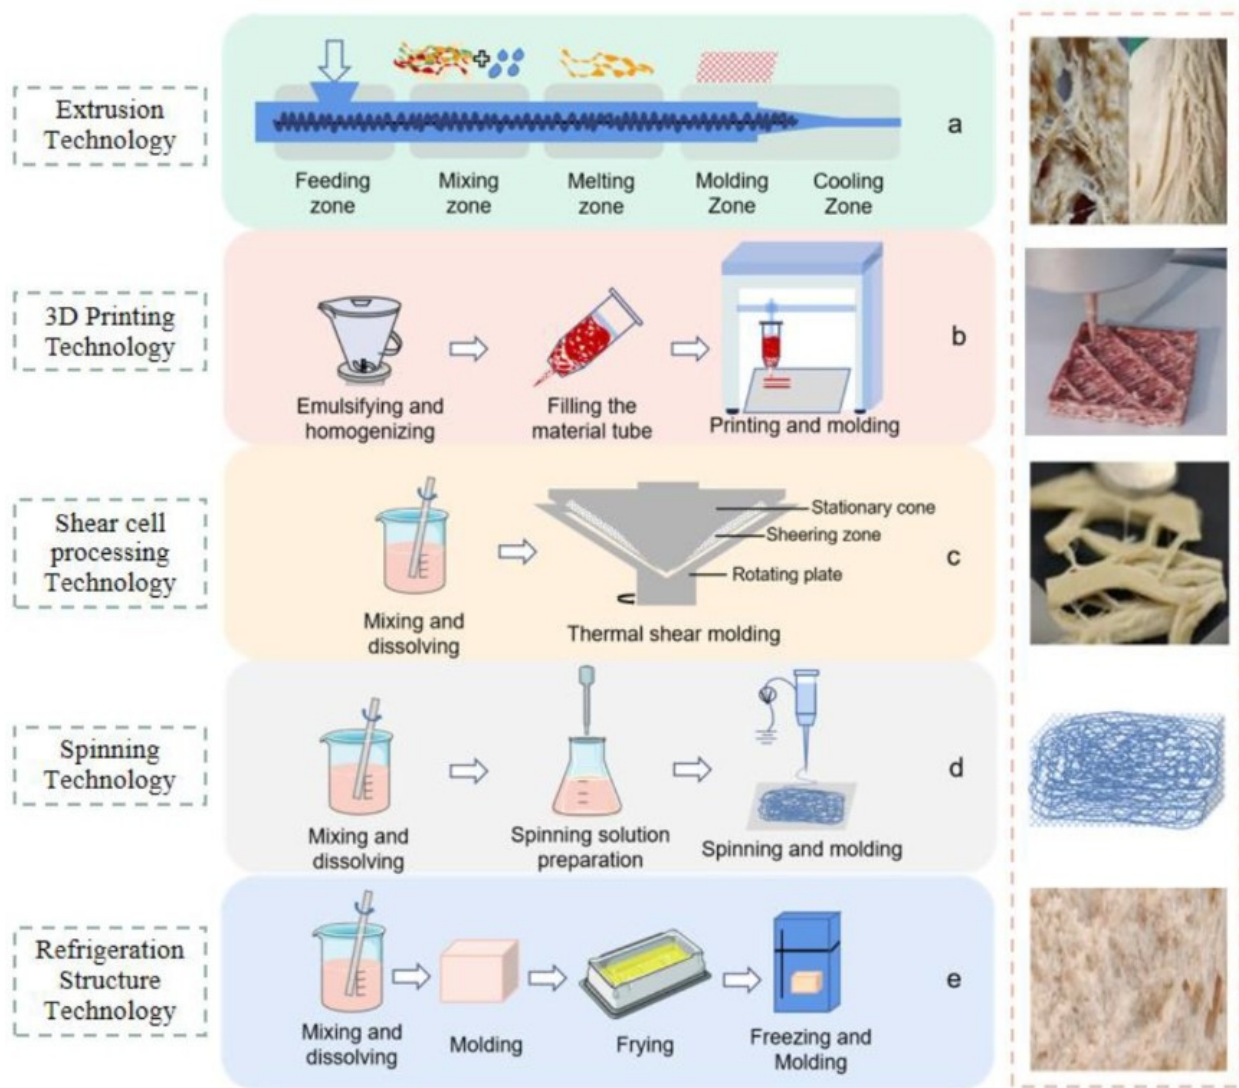 Extrusion
Technology
Feeding
zone
Mixing
zone
Melting
zone
Molding
Zone
Cooling
Zone
a
3D Printing
Technology
Emulsifying and
homogenizing
Filling the
material tube
Printing and molding
b
Shear cell
processing
Technology
Mixing and
dissolving
Stationary cone
Sheering zone
Rotating plate
Thermal shear molding
c
Spinning
Technology
Mixing and
dissolving
Spinning solution
preparation
Spinning and molding
d
Refrigeration
Structure
Technology
Mixing and
dissolving
Molding
Frying
Freezing and
Molding
e